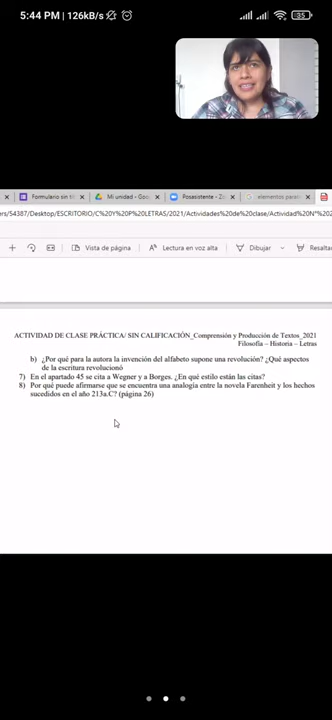 5:44 PM | 126kB/s
35
Formulario sin tí
Mi unidad - Goo
Posasistente - Z
elementos parate
ers/54387/Desktop/ESCRITORIO/C%20Y%20P%20LETRAS/2021/Actividades%20de%20clase/Actividad%20N°%2
Vista de página
Lectura en voz alta
Dibujar
Resaltar
ACTIVIDAD DE CLASE PRÁCTICA/ SIN CALIFICACIÓN_Comprensión y Producción de Textos_2021
Filosofía – Historia – Letras
b) ¿Por qué para la autora la invención del alfabeto supone una revolución? ¿Qué aspectos
de la escritura revolucionó
7) En el apartado 45 se cita a Wegner y a Borges. ¿En qué estilo están las citas?
8) Por qué puede afirmarse que se encuentra una analogía entre la novela Farenheit y los hechos
sucedidos en el año 213a.C? (página 26)